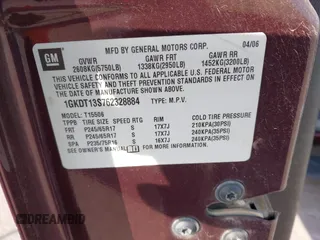 GM
MFD BY GENERAL MOTORS CORP. 04/06
GVWR GAWR FRT GAWR RR
2608KG(5750LB) 1338KG(2950LB) 1452KG(3200LB)
THIS VEHICLE CONFORMS TO ALL APPLICABLE U.S. FEDERAL MOTOR
VEHICLE SAFETY AND THEFT PREVENTION STANDARDS IN EFFECT ON
THE DATE OF MANUFACTURE SHOWN ABOVE.
1GKDT13S762328884 TYPE: M.P.V.
MODEL: T15506
TPPB TIRE SIZE SPEED RTG RIM COLD TIRE PRESSURE
FRT P245/65R17 S 17X7J 210KPA(30PSI)
RR P245/65R17 S 17X7J 240KPA(35PSI)
SPA P235/75R16 S 16X7J 240KPA(35PSI)
SEE OWNER'S MANUAL FOR MORE INFORMATION.
DREAMBID